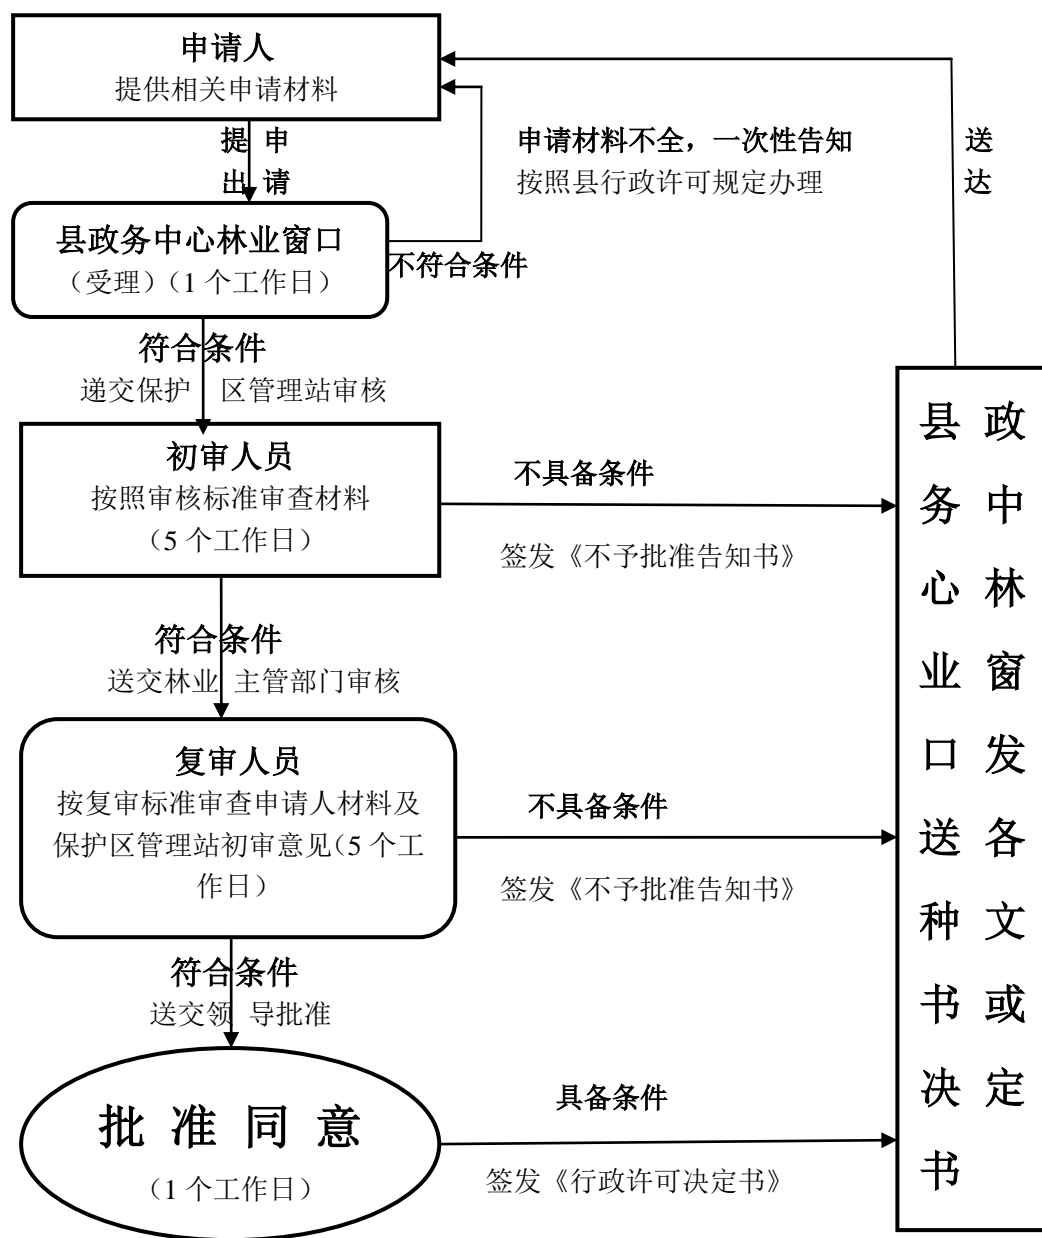 申请人
提供相关申请材料
提 申
出 请
申请材料不全，一次性告知
按照县行政许可规定办理
送
达
县政务中心林业窗口
（受理）（1 个工作日）
不符合条件
符合条件
递交保护 区管理站审核
初审人员
按照审核标准审查材料
（5 个工作日）
不具备条件
签发《不予批准告知书》
符合条件
送交林业 主管部门审核
复审人员
按复审标准审查申请人材料及
保护区管理站初审意见（5 个工
作日）
不具备条件
签发《不予批准告知书》
符合条件
送交领 导批准
批 准 同 意
（1 个工作日）
具备条件
签发《行政许可决定书》
县 政
务 中
心 林
业 窗
口 发
送 各
种 文
书 或
决 定
书